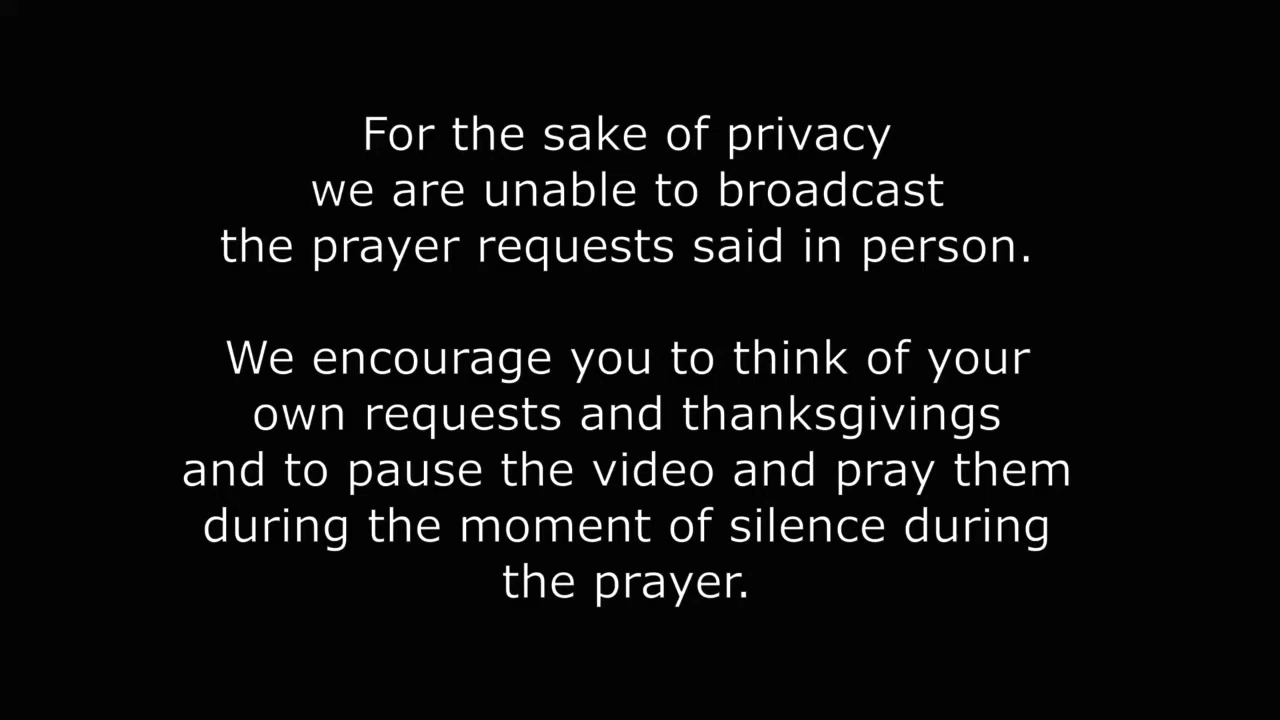 For the sake of privacy
we are unable to broadcast
the prayer requests said in person.
We encourage you to think of your
own requests and thanksgivings
and to pause the video and pray them
during the moment of silence during
the prayer.